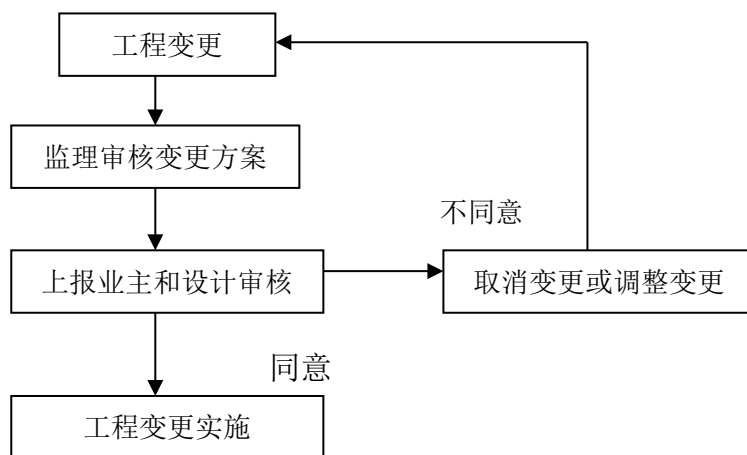 工程变更
监理审核变更方案
不同意
上报业主和设计审核
取消变更或调整变更
同意
工程变更实施